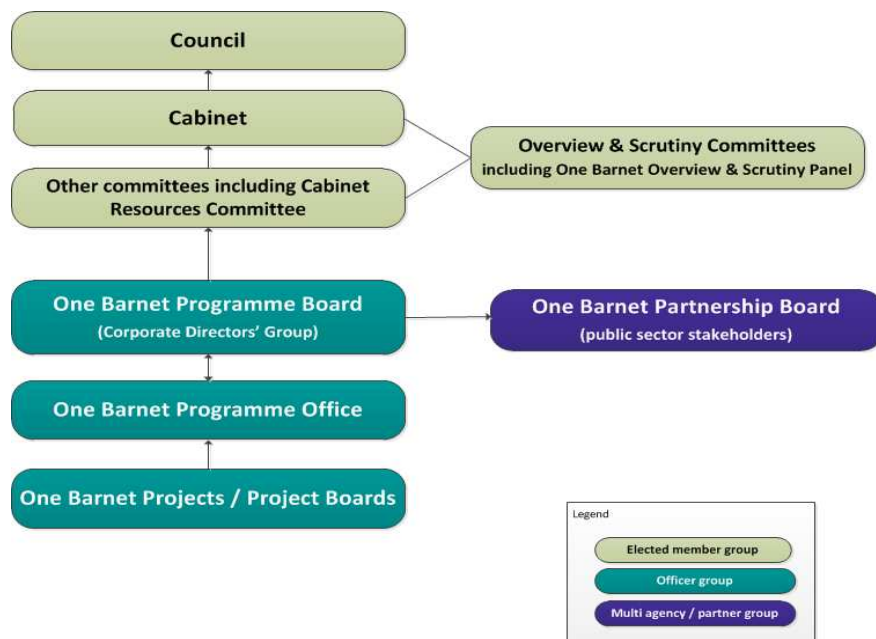 Council
Cabinet
Overview & Scrutiny Committees
including One Barnet Overview & Scrutiny Panel
Other committees including Cabinet
Resources Committee
One Barnet Programme Board
(Corporate Directors' Group)
One Barnet Partnership Board
(public sector stakeholders)
One Barnet Programme Office
One Barnet Projects / Project Boards
Legend
Elected member group
Officer group
Multi agency / partner group